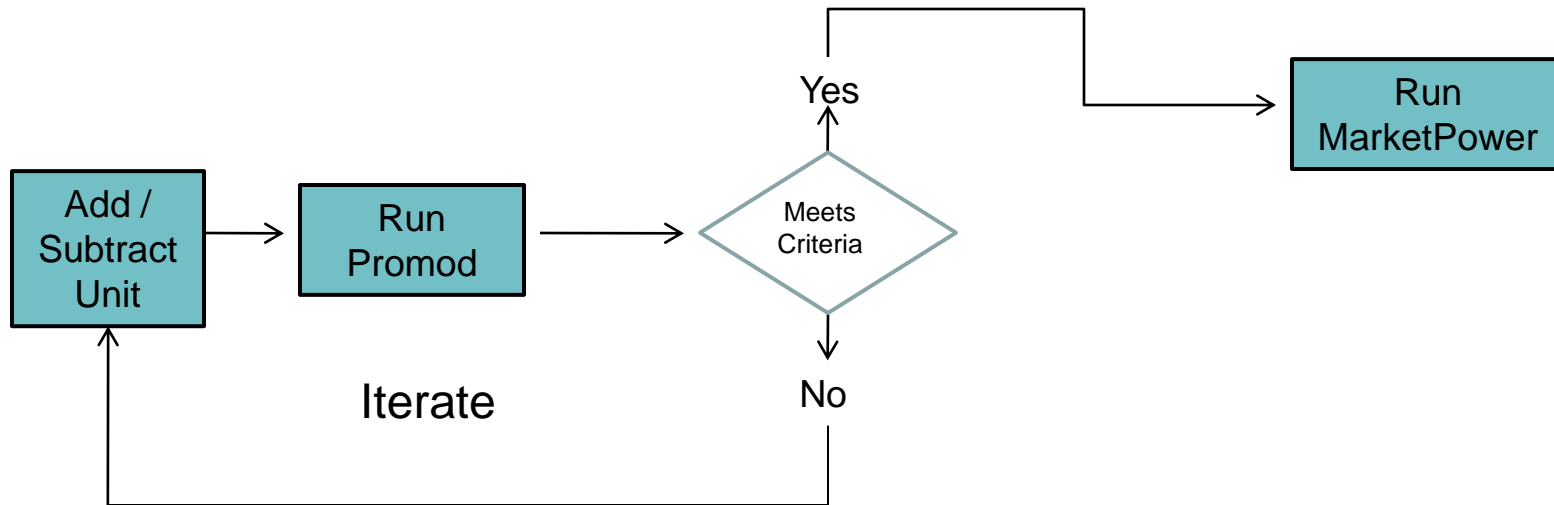 Add /
Subtract
Unit
Run
Promod
Meets
Criteria
Yes
No
Iterate
Run
MarketPower